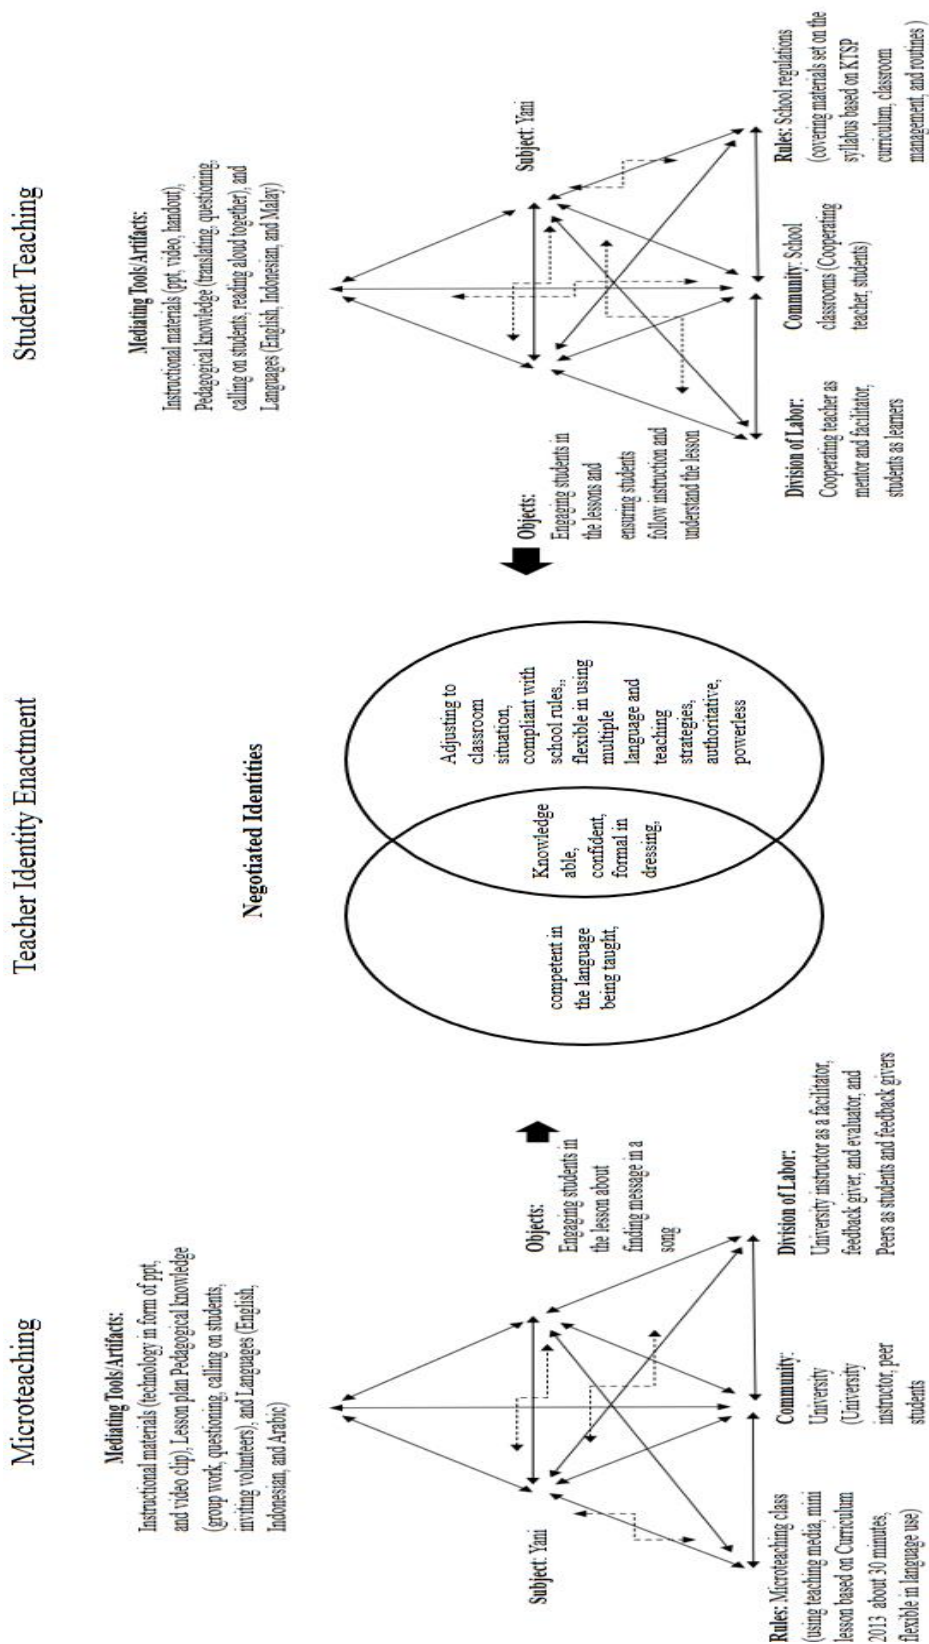 Microteaching
Mediating Tools/Artifacts:
Instructional materials (technology in form of ppt,
and video clip), Lesson plan Pedagogical knowledge
(group work, questioning, calling on students,
inviting volunteers), and Languages (English,
Indonesian, and Arabic)
Subject: Yani
Objects:
Engaging students in
the lesson about
finding message in a
song
Rules: Microteaching class
(using teaching media, mini
lesson based on Curriculum
2013 about 30 minutes,
flexible in language use)
Community:
University
(University
instructor, peer
students
Division of Labor:
University instructor as a facilitator,
feedback giver, and evaluator, and
Peers as students and feedback givers
Teacher Identity Enactment
Negotiated Identities
competent in
the language
being taught,
Knowledge
able,
confident,
formal in
dressing,
Adjusting to
classroom
situation,
compliant with
school rules,,
flexible in using
multiple
language and
teaching
strategies,
authoritative,
powerless
Student Teaching
Mediating Tools/Artifacts:
Instructional materials (ppt, video, handout),
Pedagogical knowledge (translating, questioning,
calling on students, reading aloud together), and
Languages (English, Indonesian, and Malay)
Subject: Yani
Objects:
Engaging students in
the lessons and
ensuring students
follow instruction and
understand the lesson
Division of Labor:
Cooperating teacher as
mentor and facilitator,
students as learners
Community: School
classrooms (Cooperating
teacher, students)
Rules: School regulations
(covering materials set on the
syllabus based on KTSP
curriculum, classroom
management, and routines )